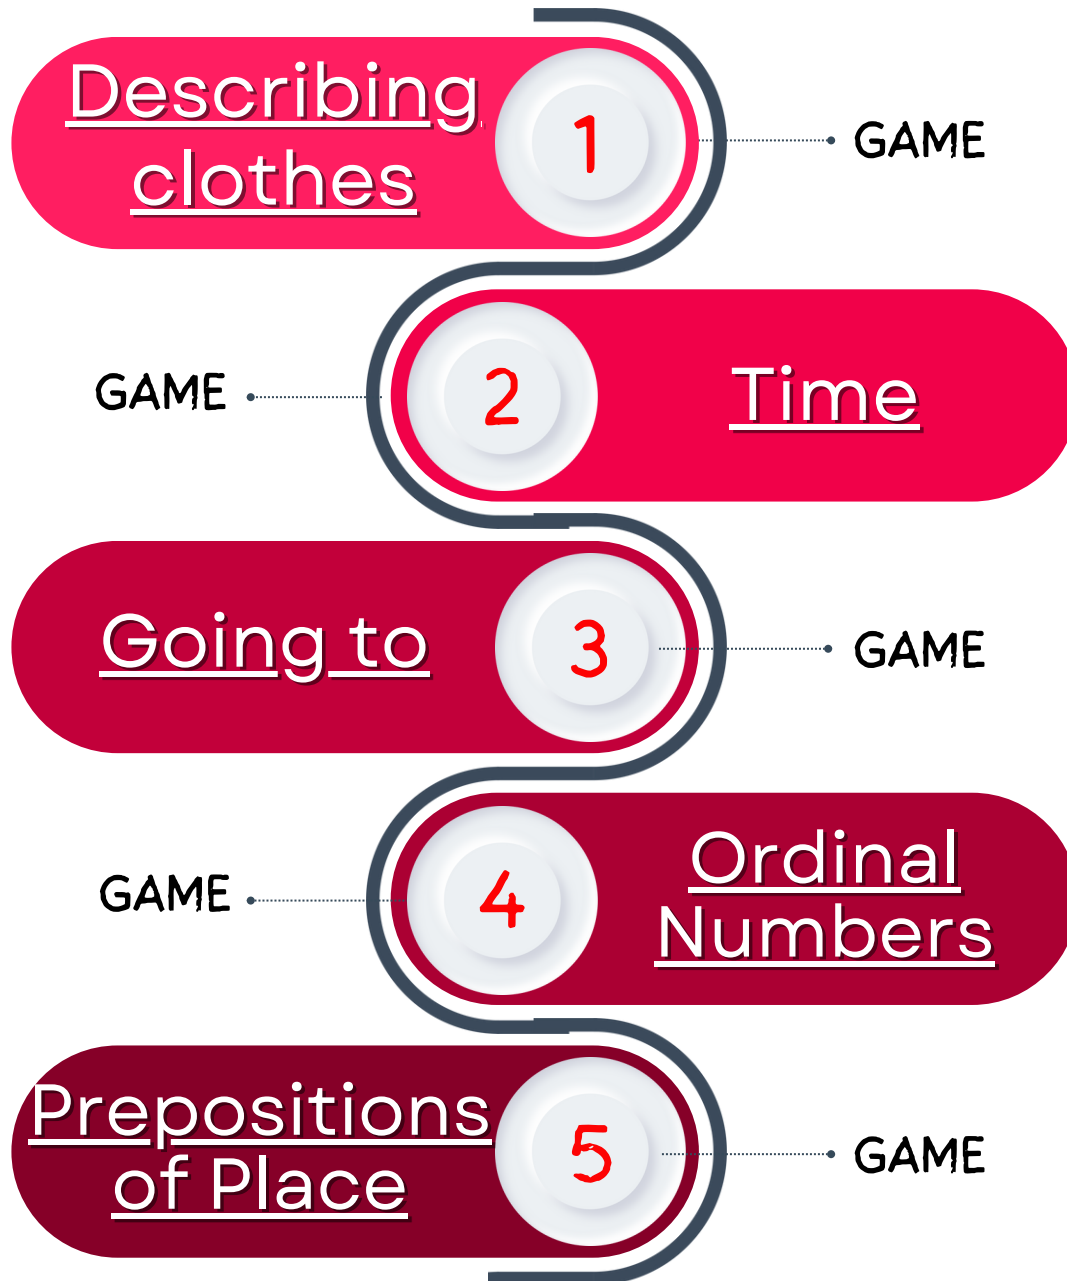 Describing
clothes
1
GAME
GAME
2
Time
Going to
3
GAME
GAME
4
Ordinal
Numbers
Prepositions
of Place
5
GAME